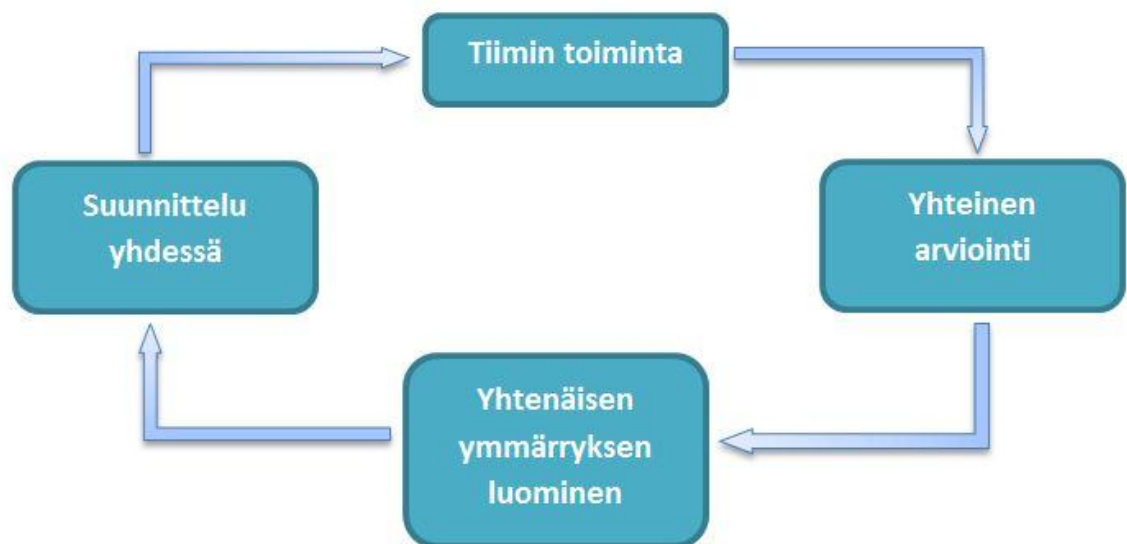 Tiimin toiminta
Yhteinen
arviointi
Yhtenäisen
ymmärryksen
luominen
Suunnittelu
yhdessä